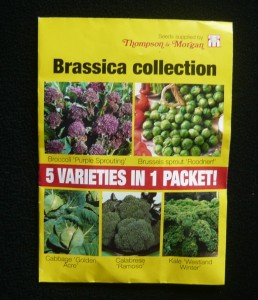 Seeds supplied by
Thompson & Morgan
Brassica collection
Broccoli 'Purple Sprouting'
Brussels sprout 'Roodnerf'
5 VARIETIES IN 1 PACKET!
Cabbage 'Golden
Acre'
Calabrese
Kale 'Westland
Winter'